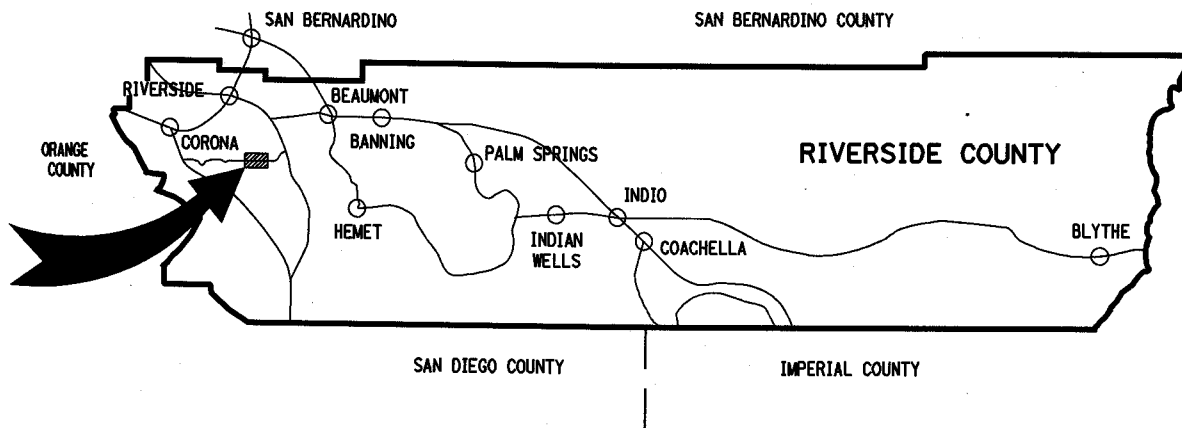 SAN BERNARDINO
SAN BERNARDINO COUNTY
RIVERSIDE
BEAUMONT
CORONA
BANNING
ORANGE
COUNTY
PALM SPRINGS
RIVERSIDE COUNTY
INDIO
HEMET
INDIAN
WELLS
COACHELLA
BLYTHE
SAN DIEGO COUNTY
IMPERIAL COUNTY